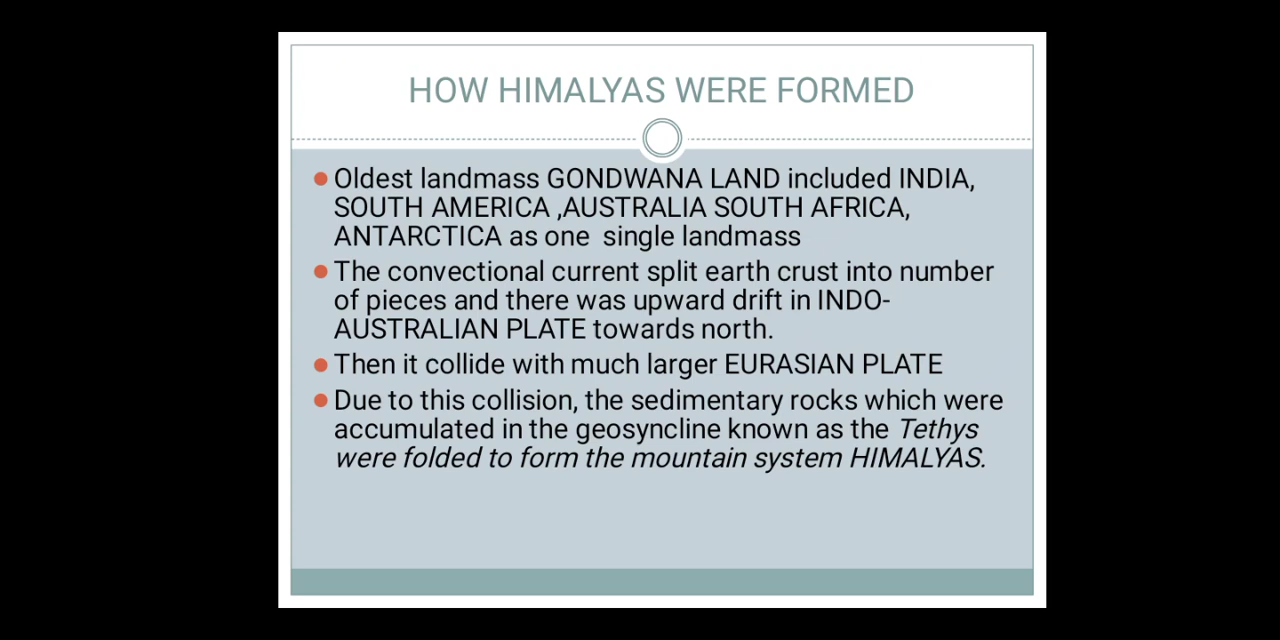 HOW HIMALYAS WERE FORMED
Oldest landmass GONDWANA LAND included INDIA,
SOUTH AMERICA ,AUSTRALIA SOUTH AFRICA,
ANTARCTICA as one  single landmass
The convectional current split earth crust into number
of pieces and there was upward drift in INDO-
AUSTRALIAN PLATE towards north.
Then it collide with much larger EURASIAN PLATE
Due to this collision, the sedimentary rocks which were
accumulated in the geosyncline known as the Tethys
were folded to form the mountain system HIMALYAS.